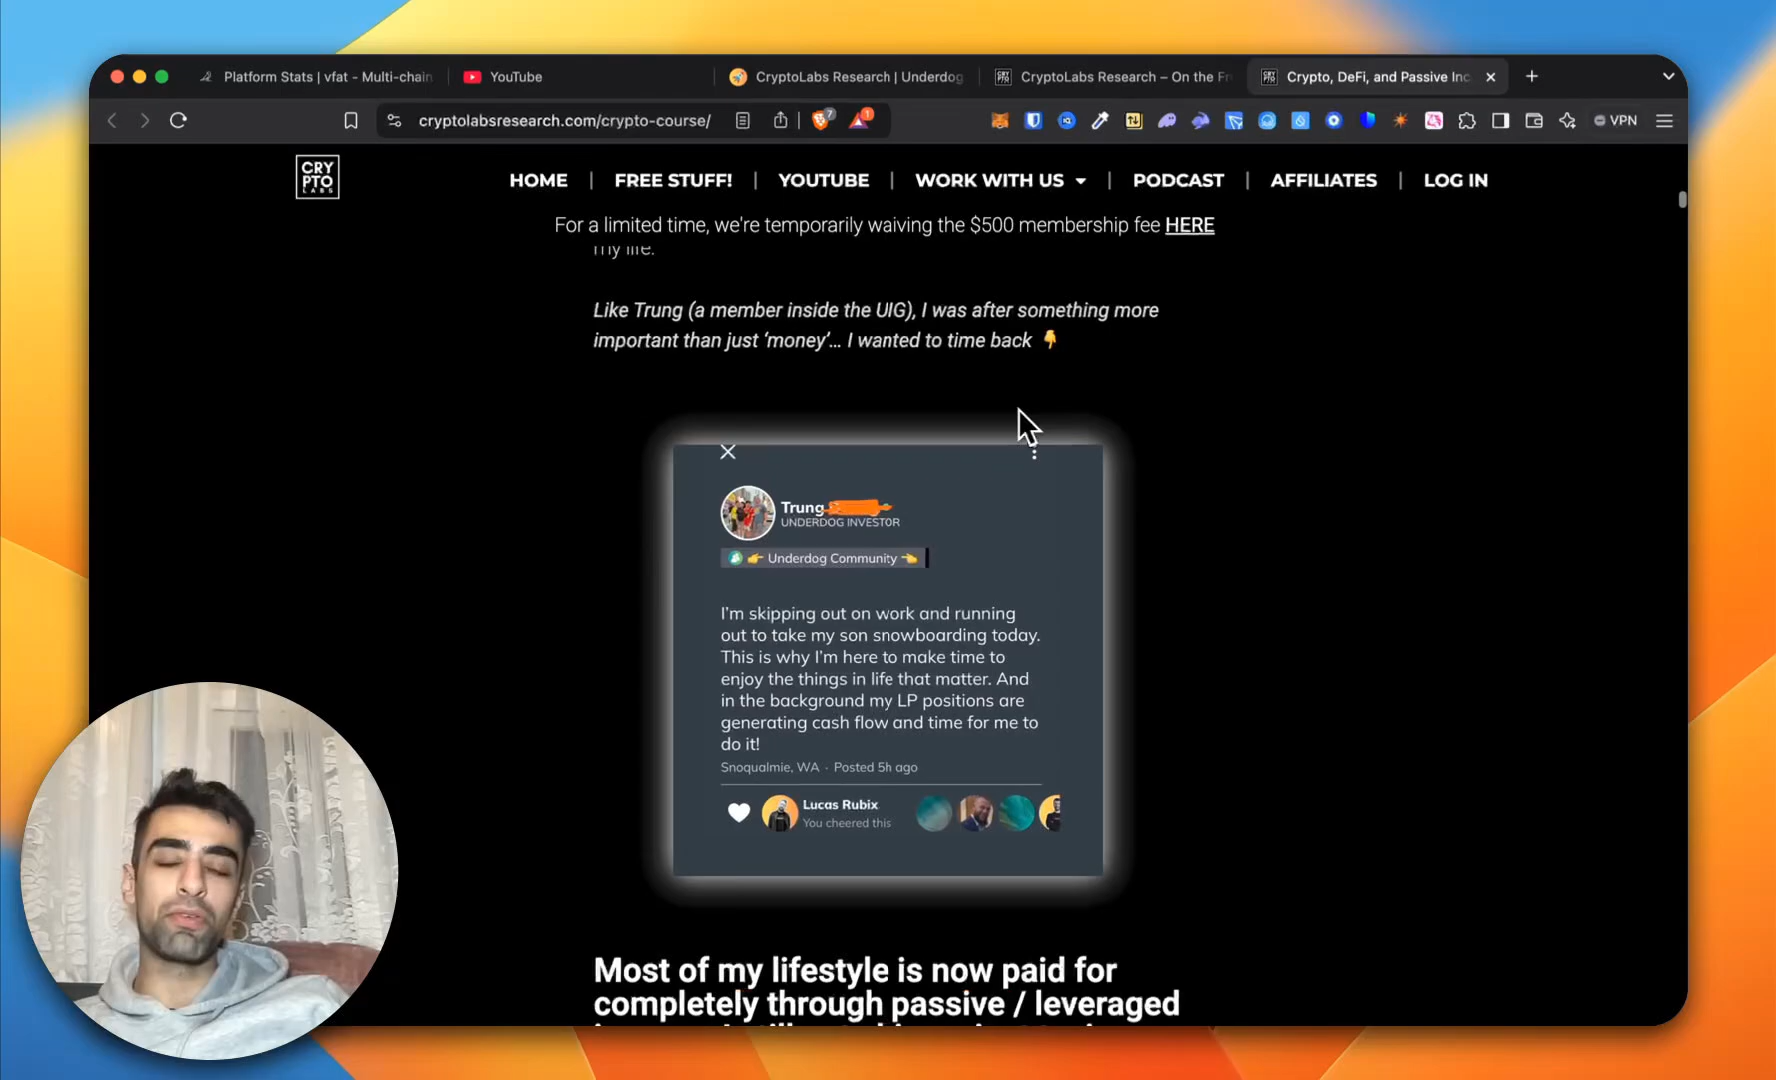 Platform Stats | vfat - Multi-chain
YouTube
CryptoLabs Research | Underdog
CryptoLabs Research – On the Fr
Crypto, DeFi, and Passive Inc
cryptolabsresearch.com/crypto-course/
7
1
VPN
CRY
PTO
LABS
HOME | FREE STUFF! | YOUTUBE | WORK WITH US | PODCAST | AFFILIATES | LOG IN
For a limited time, we're temporarily waiving the $500 membership fee HERE
my life.
Like Trung (a member inside the UIG), I was after something more
important than just ‘money’... I wanted to time back 👇
Trung
UNDERDOG INVESTOR
👉 Underdog Community 👈
I'm skipping out on work and running
out to take my son snowboarding today.
This is why I'm here to make time to
enjoy the things in life that matter. And
in the background my LP positions are
generating cash flow and time for me to
do it!
Snoqualmie, WA · Posted 5h ago
Lucas Rubix
You cheered this
Most of my lifestyle is now paid for
completely through passive / leveraged